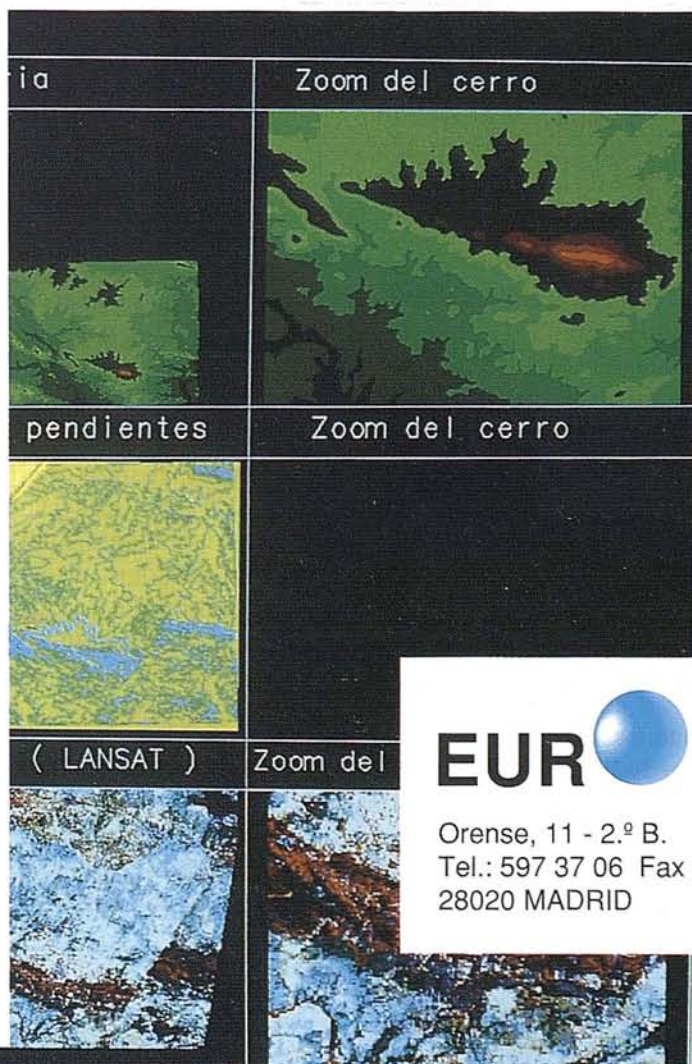 ia
Zoom del cerro
pendientes
Zoom del cerro
( LANSAT )
Zoom del
EUR
Orense, 11 - 2.º B.
Tel.: 597 37 06 Fax
28020 MADRID